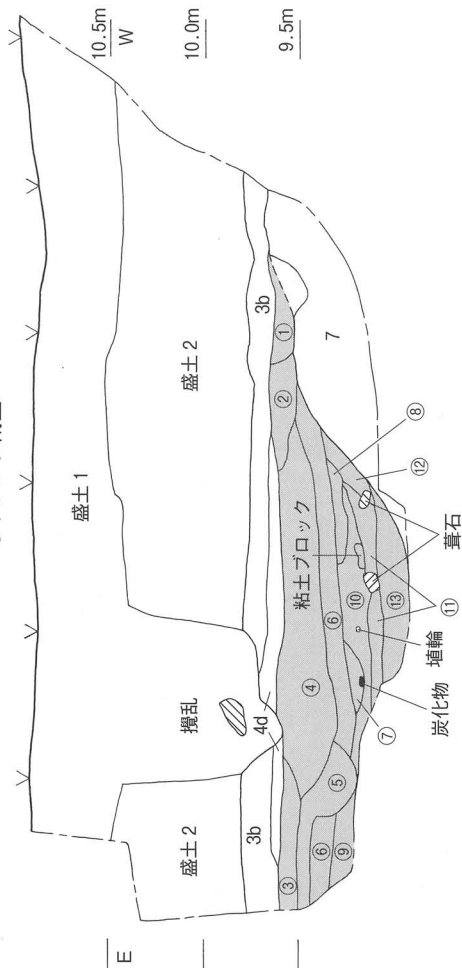 盛土1
盛土2
盛土2
攪乱
3b
3b
4d
7
粘土ブロック
①
②
③
④
⑤
⑥
⑥
⑦
⑧
⑨
⑩
⑪
⑫
⑬
炭化物
埴輪
葺石
E
W
10.5m
10.0m
9.5m